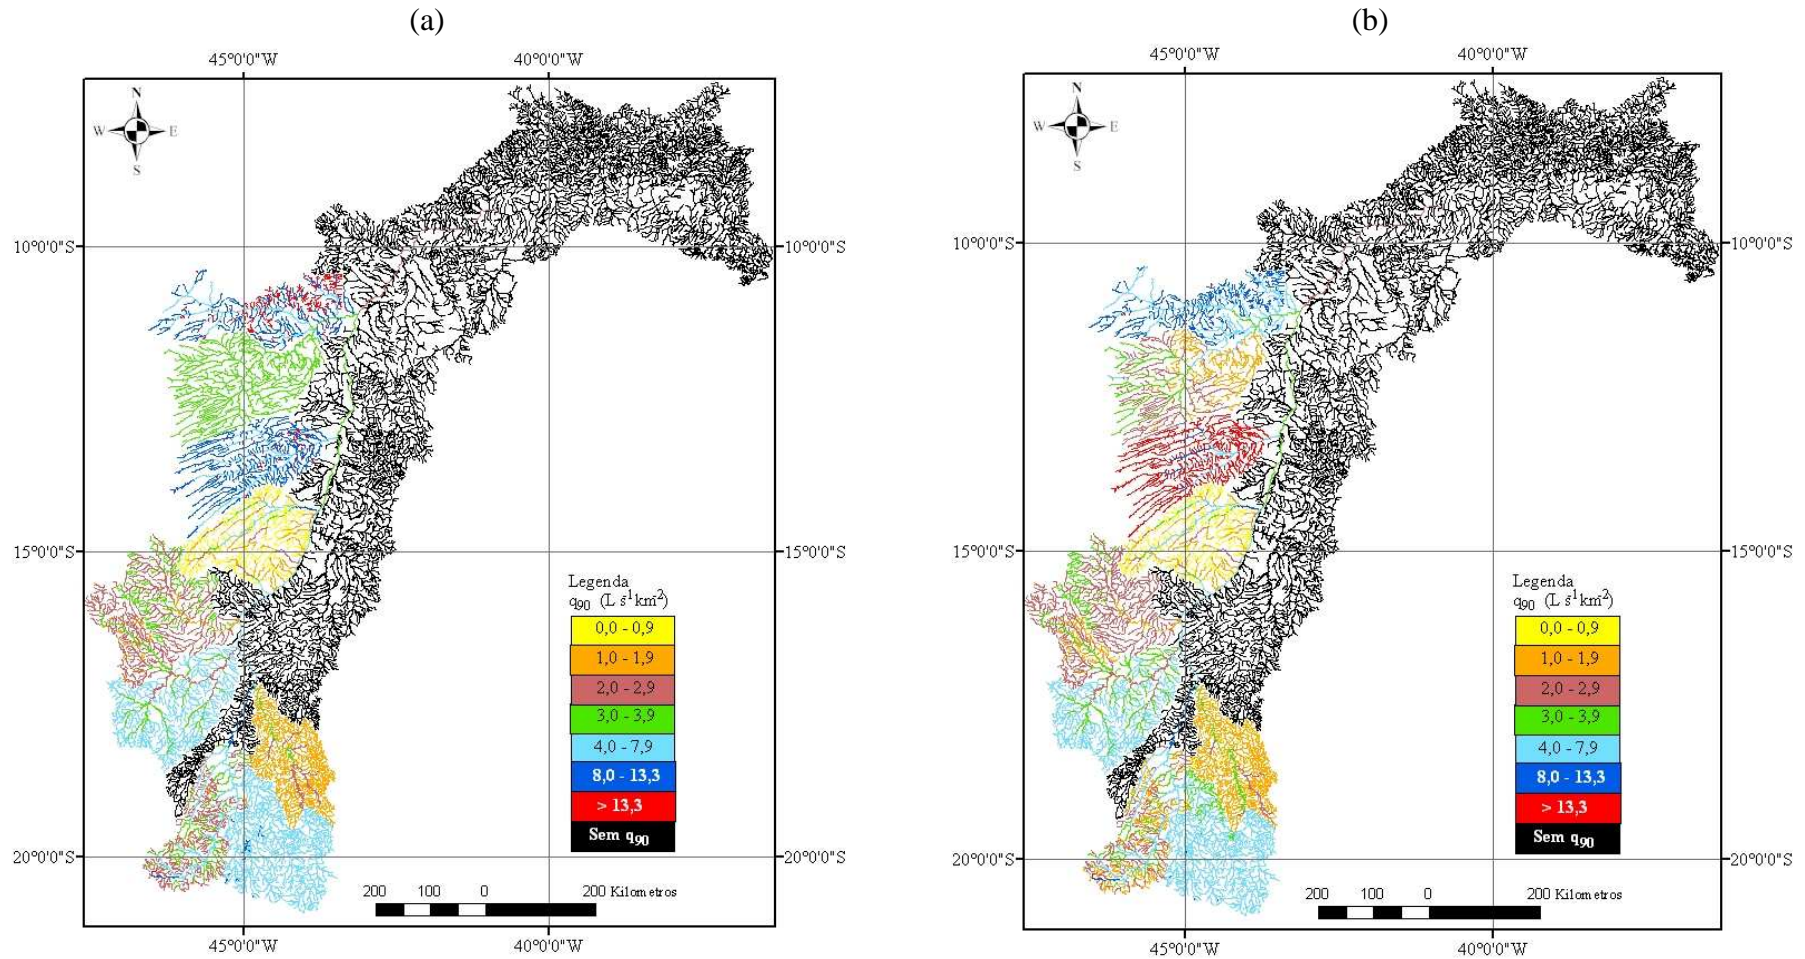 (a)
45°0'0"W
40°0'0"W
N
W
E
S
10°0'0"S
10°0'0"S
15°0'0"S
15°0'0"S
Legenda
q90 (L s⁻¹km⁻²)
0,0 - 0,9
1,0 - 1,9
2,0 - 2,9
3,0 - 3,9
4,0 - 7,9
8,0 - 13,3
> 13,3
Sem q90
20°0'0"S
20°0'0"S
200 100 0 200 Kilometros
45°0'0"W
40°0'0"W
(b)
45°0'0"W
40°0'0"W
N
W
E
S
10°0'0"S
10°0'0"S
15°0'0"S
15°0'0"S
Legenda
q90 (L s⁻¹km⁻²)
0,0 - 0,9
1,0 - 1,9
2,0 - 2,9
3,0 - 3,9
4,0 - 7,9
8,0 - 13,3
> 13,3
Sem q90
20°0'0"S
20°0'0"S
200 100 0 200 Kilometros
45°0'0"W
40°0'0"W